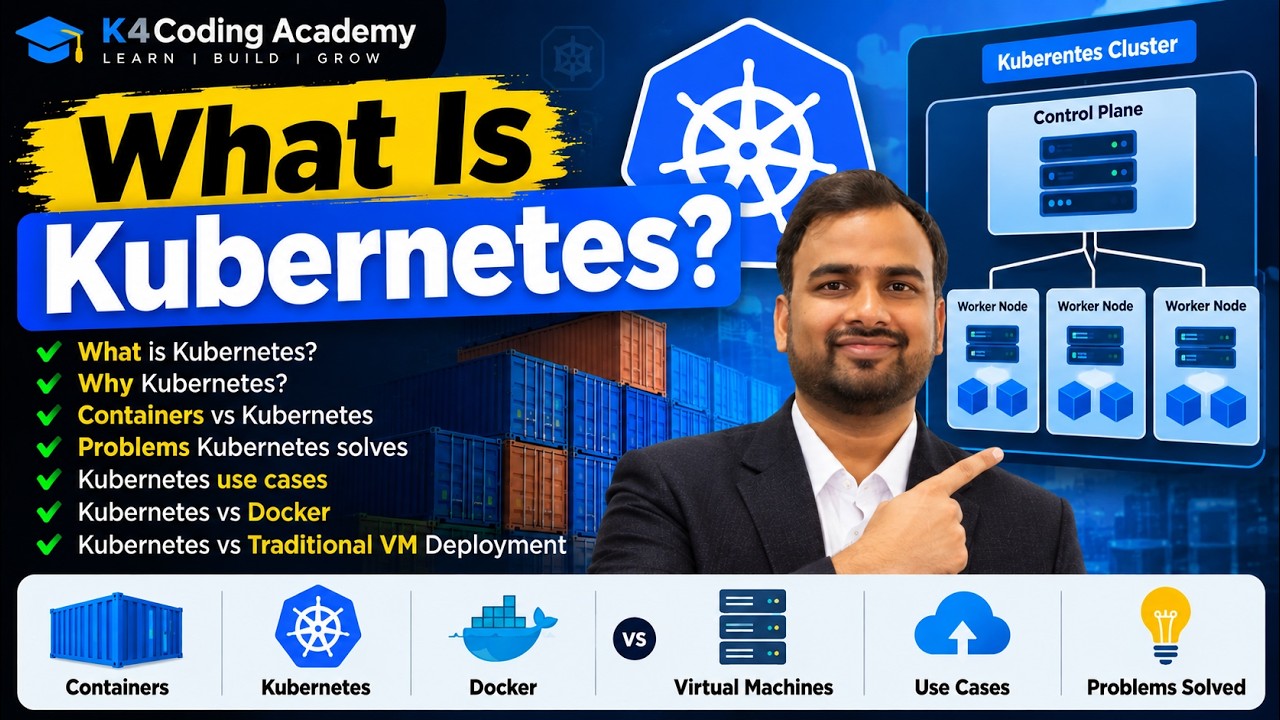 K4Coding Academy
LEARN | BUILD | GROW
What Is
Kubernetes?
What is Kubernetes?
Why Kubernetes?
Containers vs Kubernetes
Problems Kubernetes solves
Kubernetes use cases
Kubernetes vs Docker
Kubernetes vs Traditional VM Deployment
Kuberentes Cluster
Control Plane
Worker Node
Worker Node
Worker Node
Containers
Kubernetes
Docker
VS
Virtual Machines
Use Cases
Problems Solved